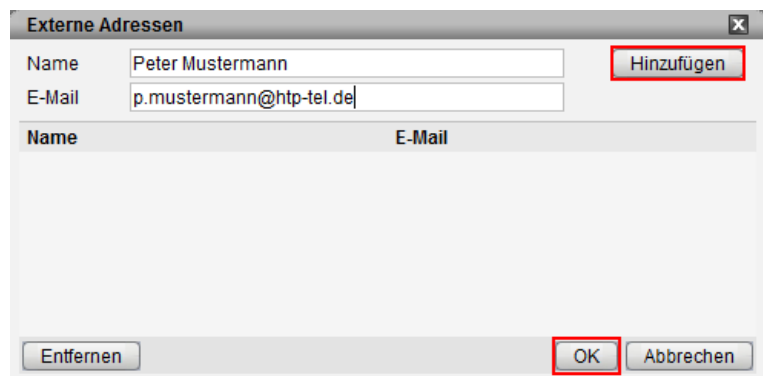 Externe Adressen
Name Peter Mustermann Hinzufügen
E-Mail p.mustermann@htp-tel.de
Name E-Mail
Entfernen OK Abbrechen